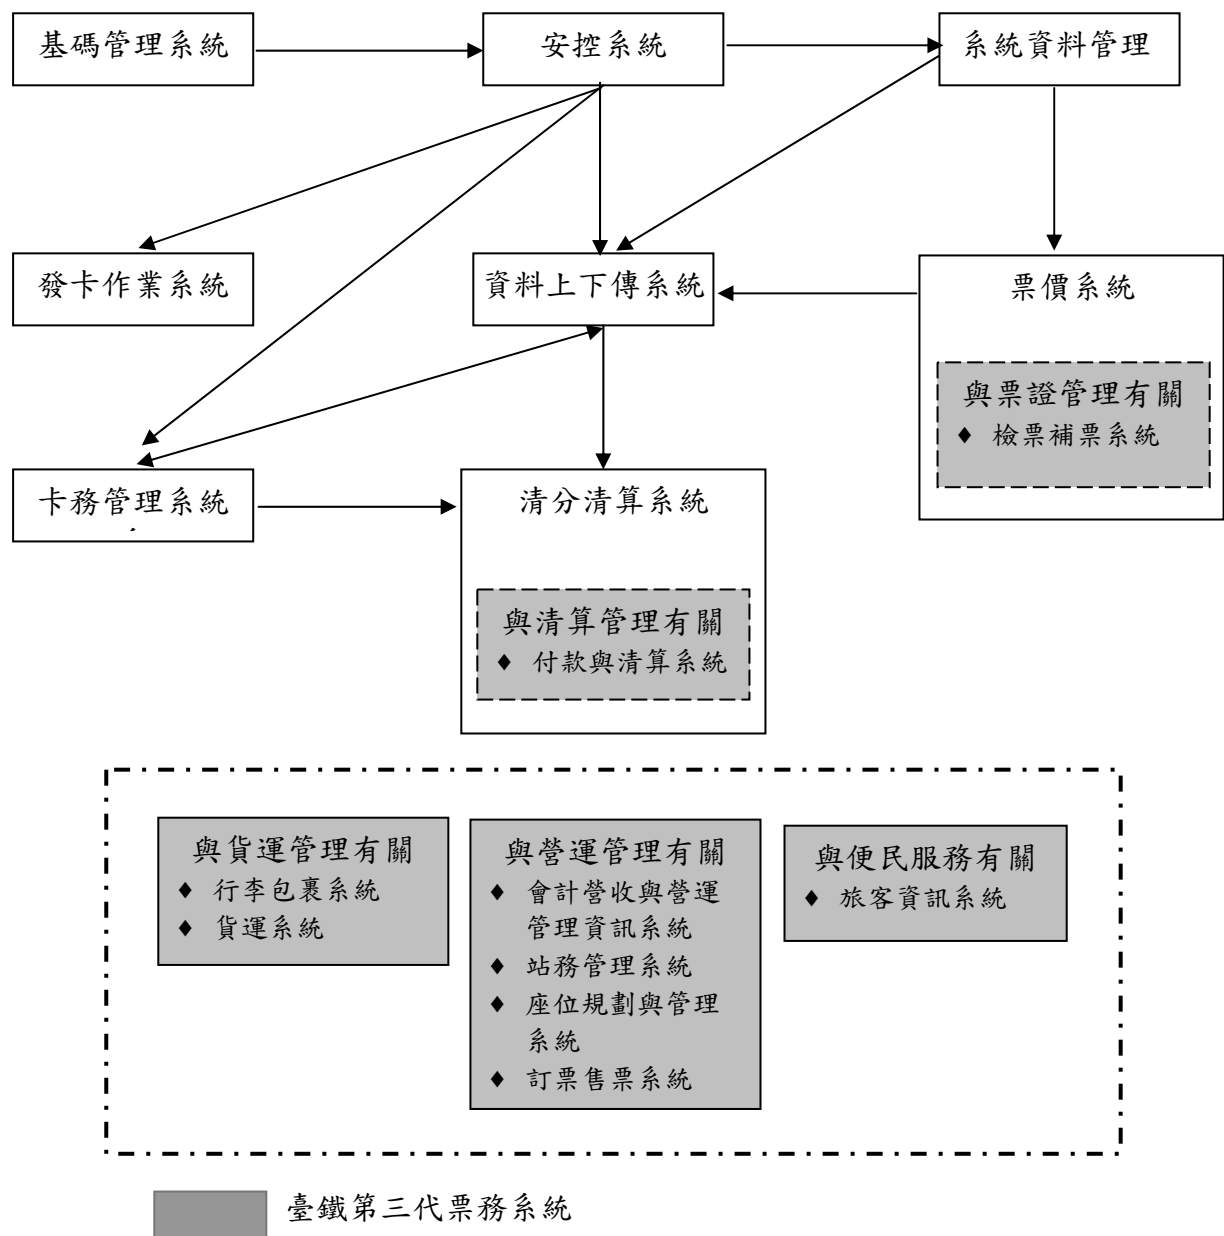 基碼管理系統
安控系統
系統資料管理
發卡作業系統
資料上下傳系統
票價系統
與票證管理有關
♦ 檢票補票系統
卡務管理系統
清分清算系統
與清算管理有關
♦ 付款與清算系統
與貨運管理有關
♦ 行李包裹系統
♦ 貨運系統
與營運管理有關
♦ 會計營收與營運
管理資訊系統
♦ 站務管理系統
♦ 座位規劃與管理
系統
♦ 訂票售票系統
與便民服務有關
♦ 旅客資訊系統
臺鐵第三代票務系統